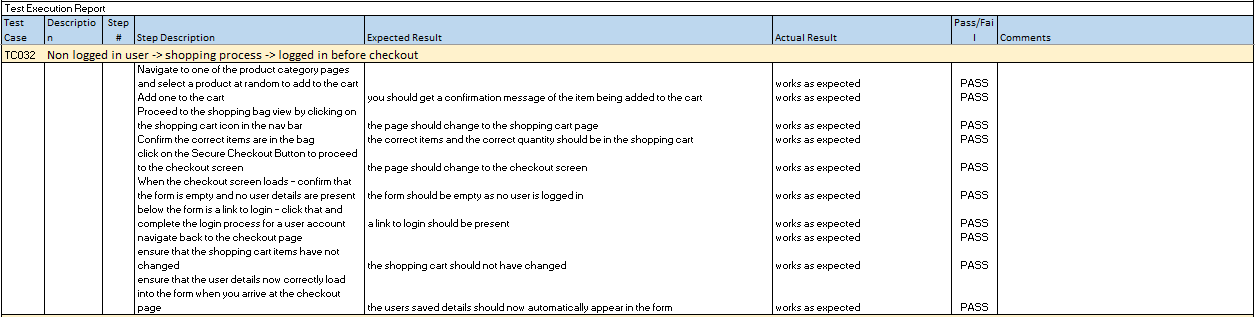 Test Execution Report
Test Case Description Step # Step Description Expected Result Actual Result Pass/Fail Comments
TC032 Non logged in user -> shopping process -> logged in before checkout
Navigate to one of the product category pages
and select a product at random to add to the cart works as expected PASS
Add one to the cart you should get a confirmation message of the item being added to the cart works as expected PASS
Proceed to the shopping bag view by clicking on
the shopping cart icon in the nav bar the page should change to the shopping cart page works as expected PASS
Confirm the correct items are in the bag the correct items and the correct quantity should be in the shopping cart works as expected PASS
click on the Secure Checkout Button to proceed
to the checkout screen the page should change to the checkout screen works as expected PASS
When the checkout screen loads - confirm that
the form is empty and no user details are present the form should be empty as no user is logged in works as expected PASS
below the form is a link to login - click that and
complete the login process for a user account a link to login should be present works as expected PASS
navigate back to the checkout page works as expected PASS
ensure that the shopping cart items have not
changed the shopping cart should not have changed works as expected PASS
ensure that the user details now correctly load
into the form when you arrive at the checkout
page the users saved details should now automatically appear in the form works as expected PASS